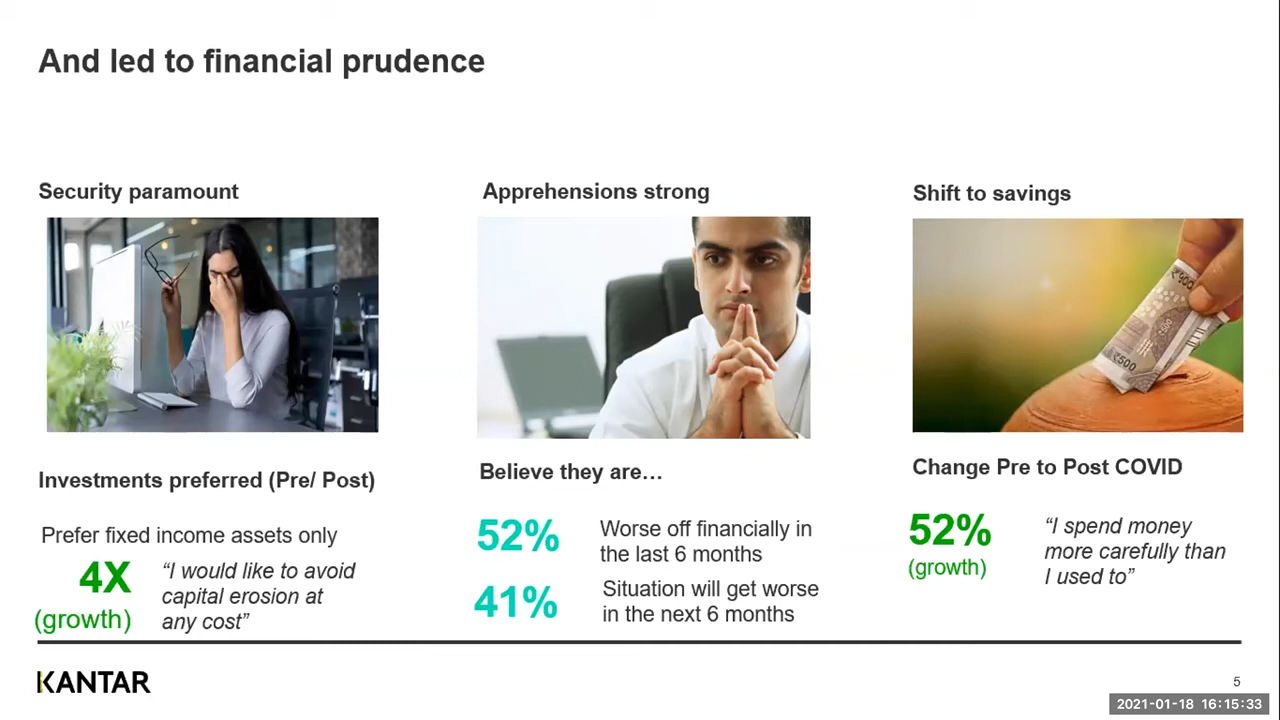 And led to financial prudence
Security paramount
Apprehensions strong
Shift to savings
₹500
₹500
Investments preferred (Pre/ Post)
Prefer fixed income assets only
4X
(growth)
“I would like to avoid
capital erosion at
any cost”
Believe they are…
52%
Worse off financially in
the last 6 months
41%
Situation will get worse
in the next 6 months
Change Pre to Post COVID
52%
(growth)
“I spend money
more carefully than
I used to”
KANTAR
5
2021-01-18 16:15:33